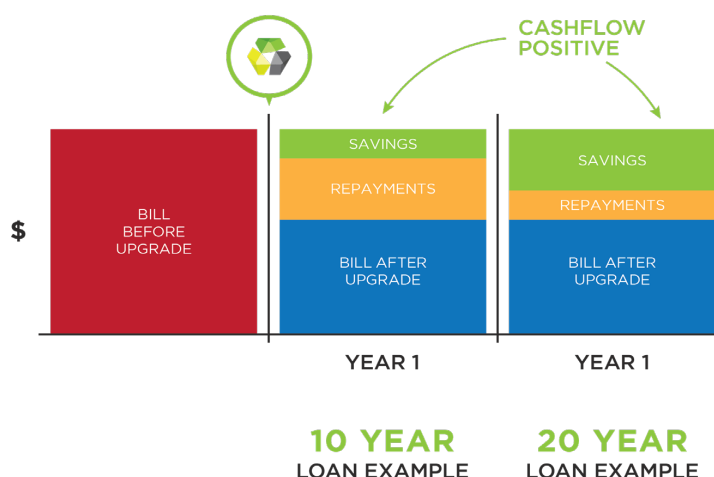 CASHFLOW
POSITIVE
$
BILL
BEFORE
UPGRADE
SAVINGS
REPAYMENTS
BILL AFTER
UPGRADE
SAVINGS
REPAYMENTS
BILL AFTER
UPGRADE
YEAR 1
YEAR 1
10 YEAR
LOAN EXAMPLE
20 YEAR
LOAN EXAMPLE